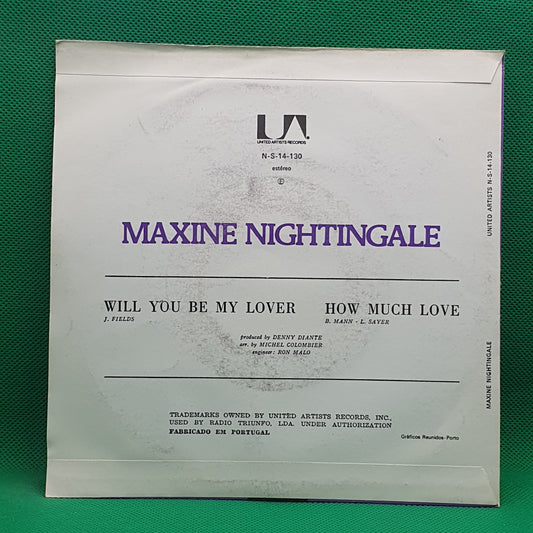 UA
UNITED ARTISTS RECORDS
N-S-14-130
estéreo
Ⓟ
MAXINE NIGHTINGALE
WILL YOU BE MY LOVER
J. FIELDS
HOW MUCH LOVE
B. MANN - L. SAYER
produced by DENNY DIANTE
arr. by MICHEL COLOMBIER
engineer: RON MALO
TRADEMARKS OWNED BY UNITED ARTISTS RECORDS, INC.,
USED BY RADIO TRIUNFO, LDA. UNDER AUTHORIZATION
FABRICADO EM PORTUGAL
Gráficos Reunidos-Porto
UNITED ARTISTS N-S-14-130
MAXINE NIGHTINGALE